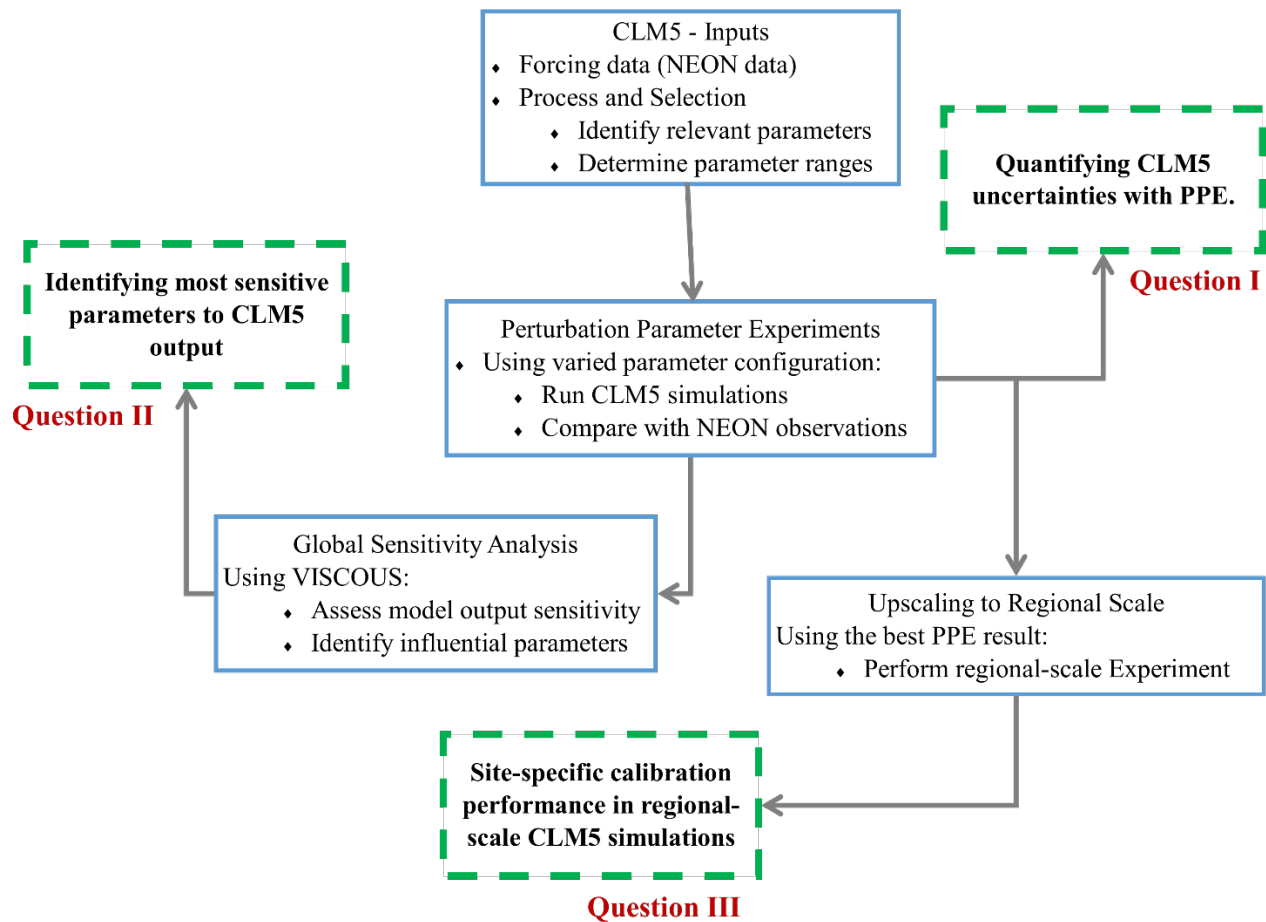 CLM5 - Inputs
⬧ Forcing data (NEON data)
⬧ Process and Selection
⬧ Identify relevant parameters
⬧ Determine parameter ranges
Quantifying CLM5
uncertainties with PPE.
Question I
Identifying most sensitive
parameters to CLM5
output
Question II
Perturbation Parameter Experiments
⬧ Using varied parameter configuration:
⬧ Run CLM5 simulations
⬧ Compare with NEON observations
Global Sensitivity Analysis
Using VISCOUS:
⬧ Assess model output sensitivity
⬧ Identify influential parameters
Upscaling to Regional Scale
Using the best PPE result:
⬧ Perform regional-scale Experiment
Site-specific calibration
performance in regional-
scale CLM5 simulations
Question III